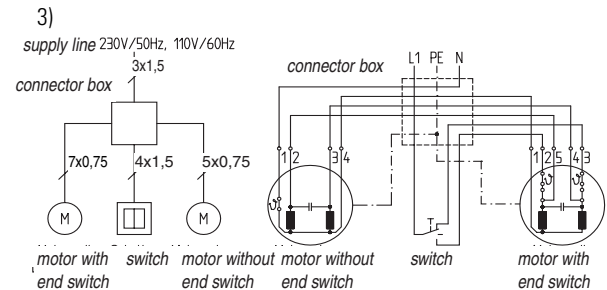 3)
supply line 230V/50Hz, 110V/60Hz
3x1,5
connector box
7x0,75 4x1,5 5x0,75
M M
motor with end switch
switch
motor without end switch
L1 PE N
connector box
1 2 3 4
1 2 5 4 3
ϑ ϑ ϑ
T
motor without end switch
switch
motor with end switch